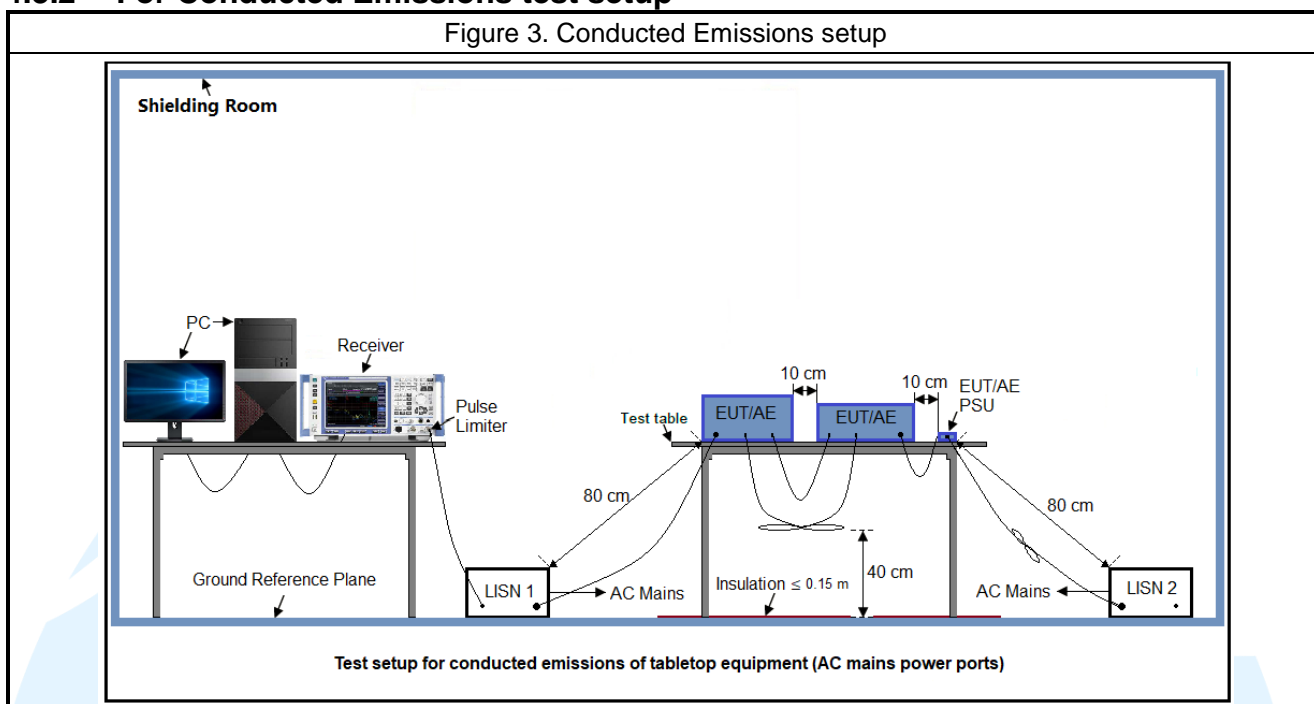 Figure 3. Conducted Emissions setup
Shielding Room
PC
Receiver
Pulse
Limiter
Test table
EUT/AE
10 cm
EUT/AE
10 cm
EUT/AE
PSU
80 cm
80 cm
40 cm
Ground Reference Plane
LISN 1
AC Mains
Insulation ≤ 0.15 m
AC Mains
LISN 2
Test setup for conducted emissions of tabletop equipment (AC mains power ports)